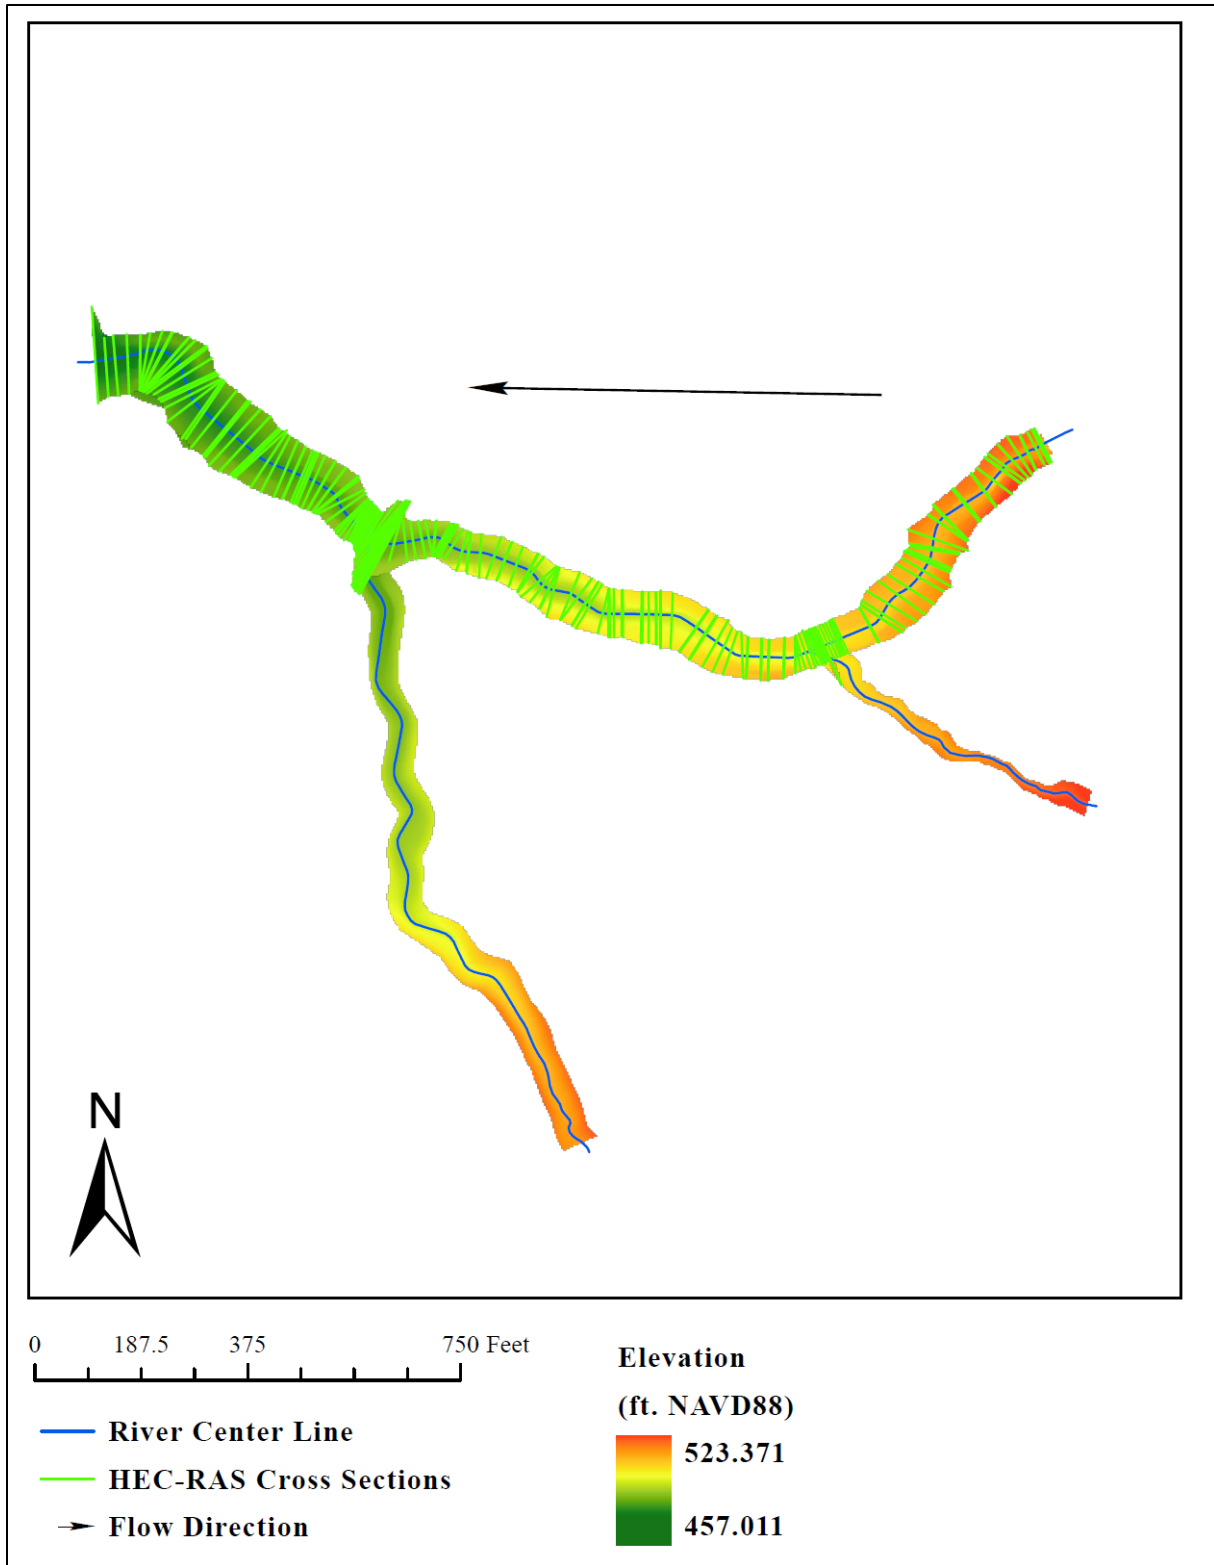 N
0 187.5 375 750 Feet
Elevation
(ft. NAVD88)
River Center Line
523.371
HEC-RAS Cross Sections
Flow Direction
457.011